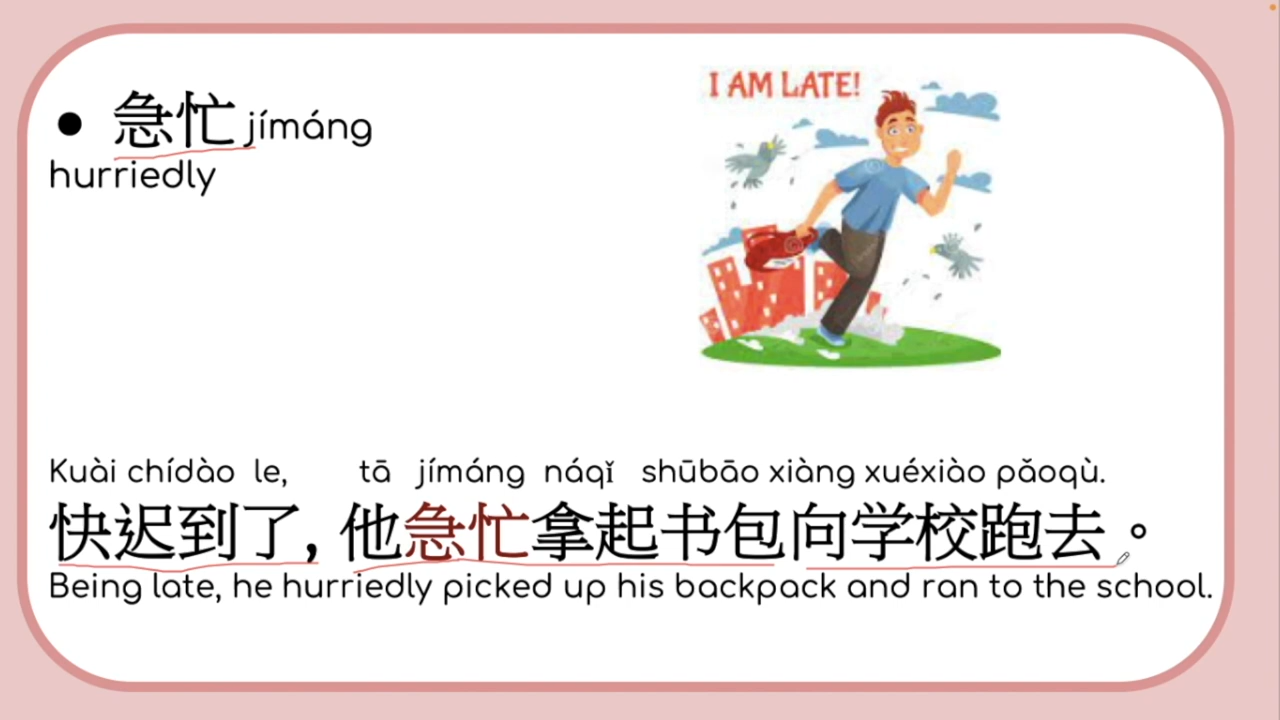 ● 急忙 jímáng
hurriedly
I AM LATE!
Kuài chídào le, tā jímáng náqǐ shūbāo xiàng xuéxiào pǎoqù.
快迟到了, 他急忙拿起书包向学校跑去。
Being late, he hurriedly picked up his backpack and ran to the school.